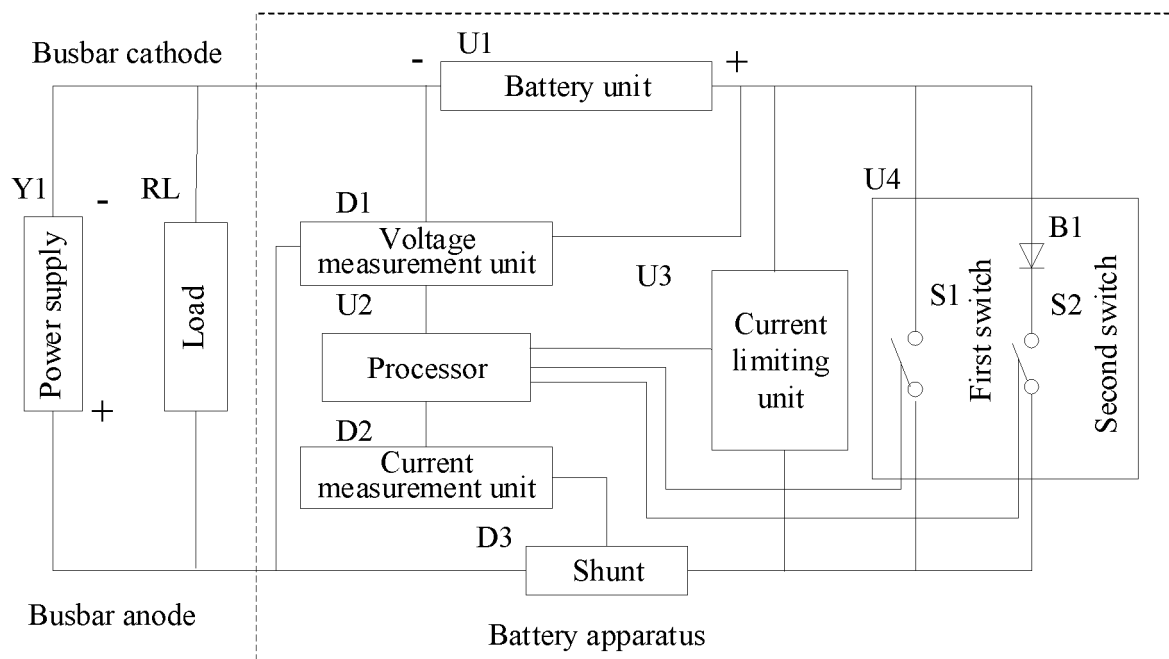 Busbar cathode
U1
-
+
Battery unit
Y1
-
RL
U4
D1
Voltage
measurement unit
B1
U3
U2
S1
S2
Power supply
Load
Processor
Current
limiting
unit
First switch
Second switch
+
D2
Current
measurement unit
D3
Shunt
Busbar anode
Battery apparatus